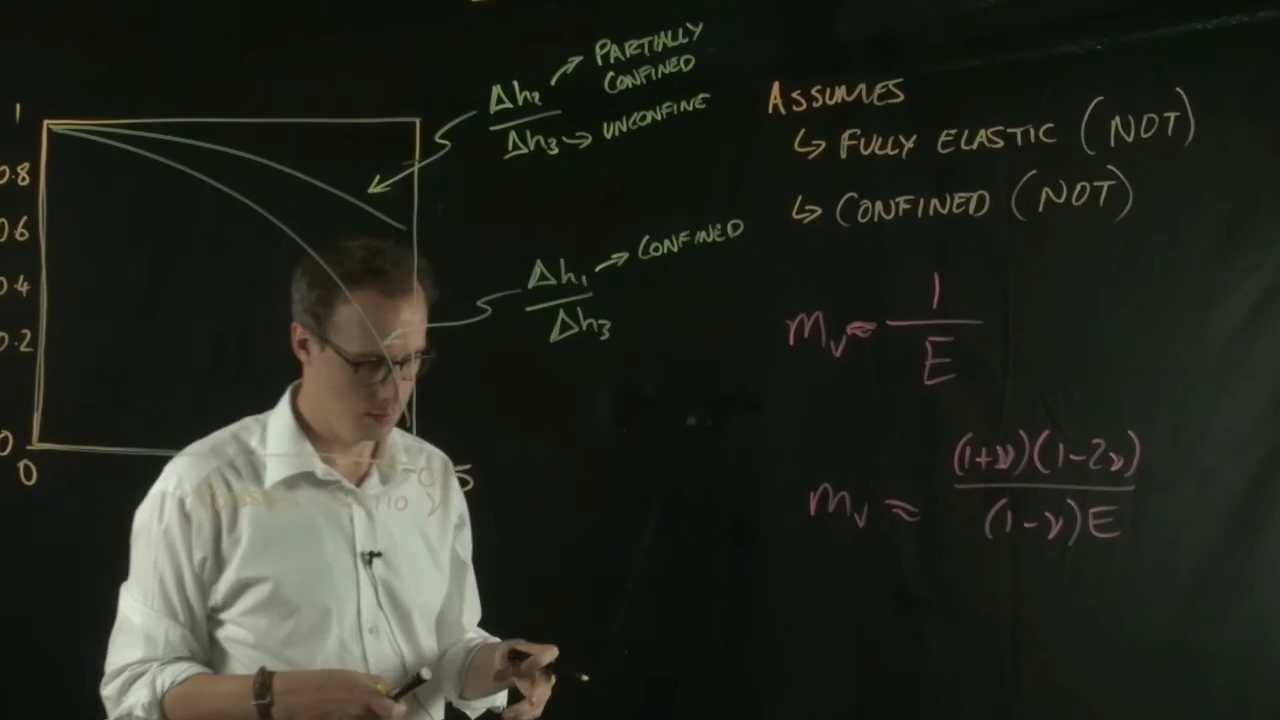 1
0.8
0.6
0.4
0.2
0
0
Δh₂ → PARTIALLY
CONFINED
Δh₃ → UNCONFINE
Δh₁ → CONFINED
Δh₃
ASSUMES
↳ FULLY ELASTIC (NOT)
↳ CONFINED (NOT)
mᵥ ≈ 1
E
mᵥ ≈ (1+ν)(1-2ν)
(1-ν)E